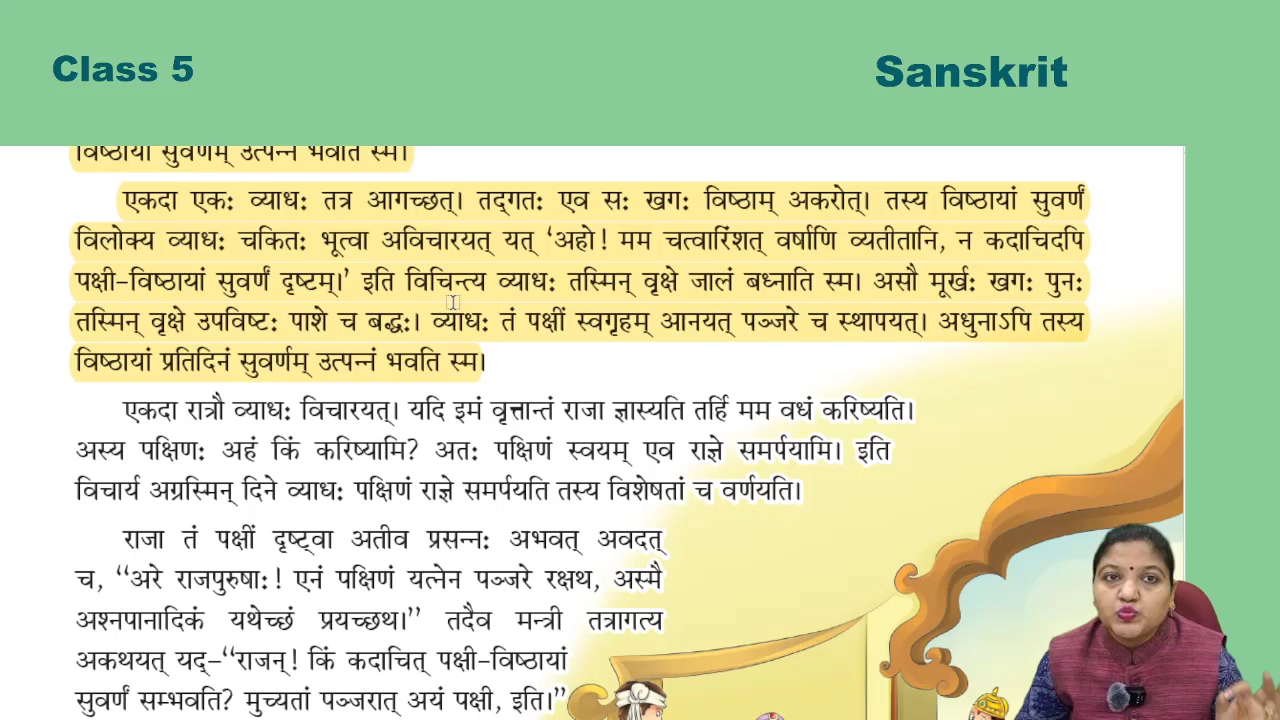 Class 5
Sanskrit
विष्ठायां सुवर्णम् उत्पन्नं भवति स्म।
एकदा एकः व्याधः तत्र आगच्छत्। तद्गतः एव सः खगः विष्ठाम् अकरोत्। तस्य विष्ठायां सुवर्णं
विलोक्य व्याधः चकितः भूत्वा अविचारयत् यत् ‘अहो! मम चत्वारिंशत् वर्षाणि व्यतीतानि, न कदाचिदपि
पक्षी-विष्ठायां सुवर्णं दृष्टम्।’ इति विचिन्त्य व्याधः तस्मिन् वृक्षे जालं बध्नाति स्म। असौ मूर्खः खगः पुनः
तस्मिन् वृक्षे उपविष्टः पाशे च बद्धः। व्याधः तं पक्षीं स्वगृहम् आनयत् पञ्जरे च स्थापयत्। अधुनाऽपि तस्य
विष्ठायां प्रतिदिनं सुवर्णम् उत्पन्नं भवति स्म।
एकदा रात्रौ व्याधः विचारयत्। यदि इमं वृत्तान्तं राजा ज्ञास्यति तर्हि मम वधं करिष्यति।
अस्य पक्षिणः अहं किं करिष्यामि? अतः पक्षिणं स्वयम् एव राज्ञे समर्पयामि। इति
विचार्य अग्रस्मिन् दिने व्याधः पक्षिणं राज्ञे समर्पयति तस्य विशेषतां च वर्णयति।
राजा तं पक्षीं दृष्ट्वा अतीव प्रसन्नः अभवत् अवदत्
च, “अरे राजपुरुषाः! एनं पक्षिणं यत्नेन पञ्जरे रक्षथ, अस्मै
अश्नपानादिकं यथेच्छं प्रयच्छथ।” तदैव मन्त्री तत्रागत्य
अकथयत् यद्-“राजन्! किं कदाचित् पक्षी-विष्ठायां
सुवर्णं सम्भवति? मुच्यतां पञ्जरात् अयं पक्षी, इति।”